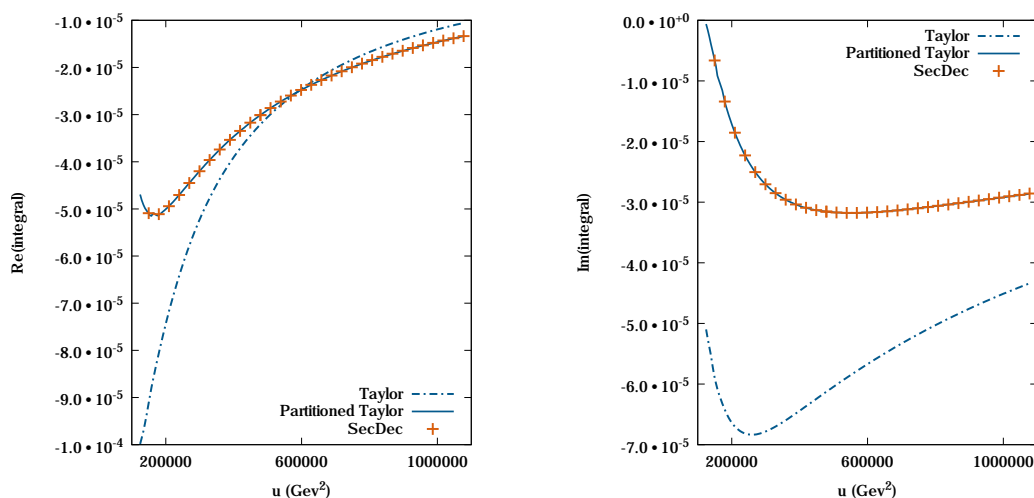 -1.0 • 10⁻⁵
-2.0 • 10⁻⁵
-3.0 • 10⁻⁵
-4.0 • 10⁻⁵
-5.0 • 10⁻⁵
-6.0 • 10⁻⁵
-7.0 • 10⁻⁵
-8.0 • 10⁻⁵
-9.0 • 10⁻⁵
-1.0 • 10⁻⁴
Re(integral)
Taylor
Partitioned Taylor
SecDec
200000
600000
1000000
u (Gev²)
0.0 • 10⁺⁰
-1.0 • 10⁻⁵
-2.0 • 10⁻⁵
-3.0 • 10⁻⁵
-4.0 • 10⁻⁵
-5.0 • 10⁻⁵
-6.0 • 10⁻⁵
-7.0 • 10⁻⁵
Im(integral)
Taylor
Partitioned Taylor
SecDec
200000
600000
1000000
u (Gev²)